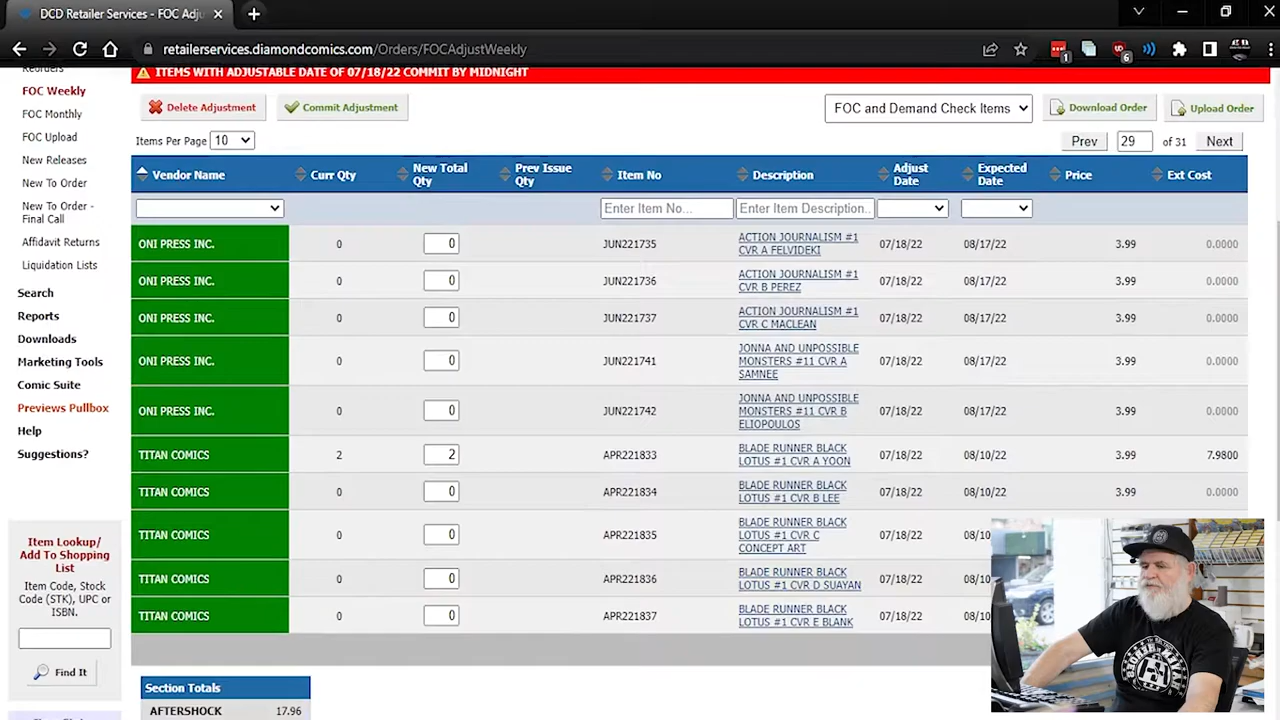 DCD Retailer Services - FOC Adju
retailerservices.diamondcomics.com/Orders/FOCAdjustWeekly
1
6
Reorders
FOC Weekly
FOC Monthly
FOC Upload
New Releases
New To Order
New To Order -
Final Call
Affidavit Returns
Liquidation Lists
Search
Reports
Downloads
Marketing Tools
Comic Suite
Previews Pullbox
Help
Suggestions?
Item Lookup/
Add To Shopping
List
Item Code, Stock
Code (STK), UPC or
ISBN.
Find It
ITEMS WITH ADJUSTABLE DATE OF 07/18/22 COMMIT BY MIDNIGHT
Delete Adjustment Commit Adjustment FOC and Demand Check Items Download Order Upload Order
Items Per Page 10 Prev 29 of 31 Next
Vendor Name Curr Qty New Total Qty Prev Issue Qty Item No Description Adjust Date Expected Date Price Ext Cost
Enter Item No... Enter Item Description..
ONI PRESS INC. 0 0 JUN221735 ACTION JOURNALISM #1 CVR A FELVIDEKI 07/18/22 08/17/22 3.99 0.0000
ONI PRESS INC. 0 0 JUN221736 ACTION JOURNALISM #1 CVR B PEREZ 07/18/22 08/17/22 3.99 0.0000
ONI PRESS INC. 0 0 JUN221737 ACTION JOURNALISM #1 CVR C MACLEAN 07/18/22 08/17/22 3.99 0.0000
ONI PRESS INC. 0 0 JUN221741 JONNA AND UNPOSSIBLE MONSTERS #11 CVR A SAMNEE 07/18/22 08/17/22 3.99 0.0000
ONI PRESS INC. 0 0 JUN221742 JONNA AND UNPOSSIBLE MONSTERS #11 CVR B ELIOPOULOS 07/18/22 08/17/22 3.99 0.0000
TITAN COMICS 2 2 APR221833 BLADE RUNNER BLACK LOTUS #1 CVR A YOON 07/18/22 08/10/22 3.99 7.9800
TITAN COMICS 0 0 APR221834 BLADE RUNNER BLACK LOTUS #1 CVR B LEE 07/18/22 08/10/22 3.99 0.0000
TITAN COMICS 0 0 APR221835 BLADE RUNNER BLACK LOTUS #1 CVR C CONCEPT ART 07/18/22 08/10
TITAN COMICS 0 0 APR221836 BLADE RUNNER BLACK LOTUS #1 CVR D SUAYAN 07/18/22 08/10
TITAN COMICS 0 0 APR221837 BLADE RUNNER BLACK LOTUS #1 CVR E BLANK 07/18/22 08/10
Section Totals
AFTERSHOCK 17.96